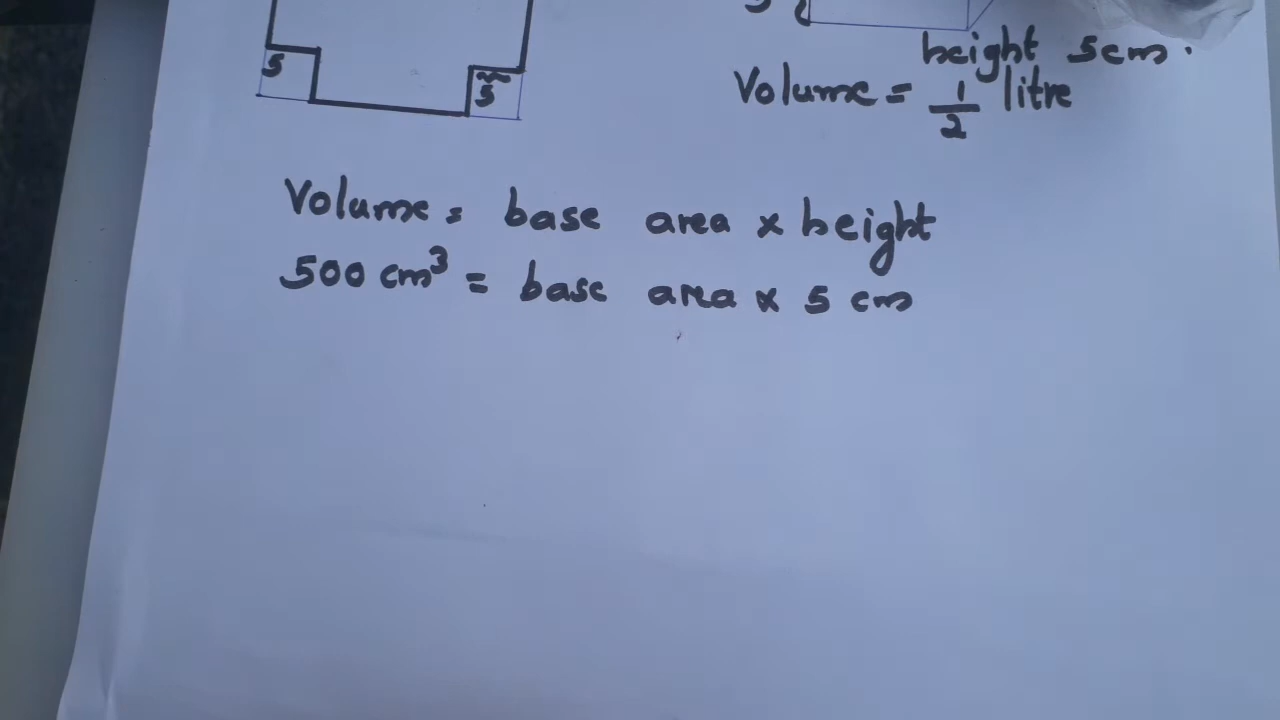 5
5
height 5cm.
Volume = 1/2 litre
Volume = base area x height
500 cm³ = base area x 5 cm